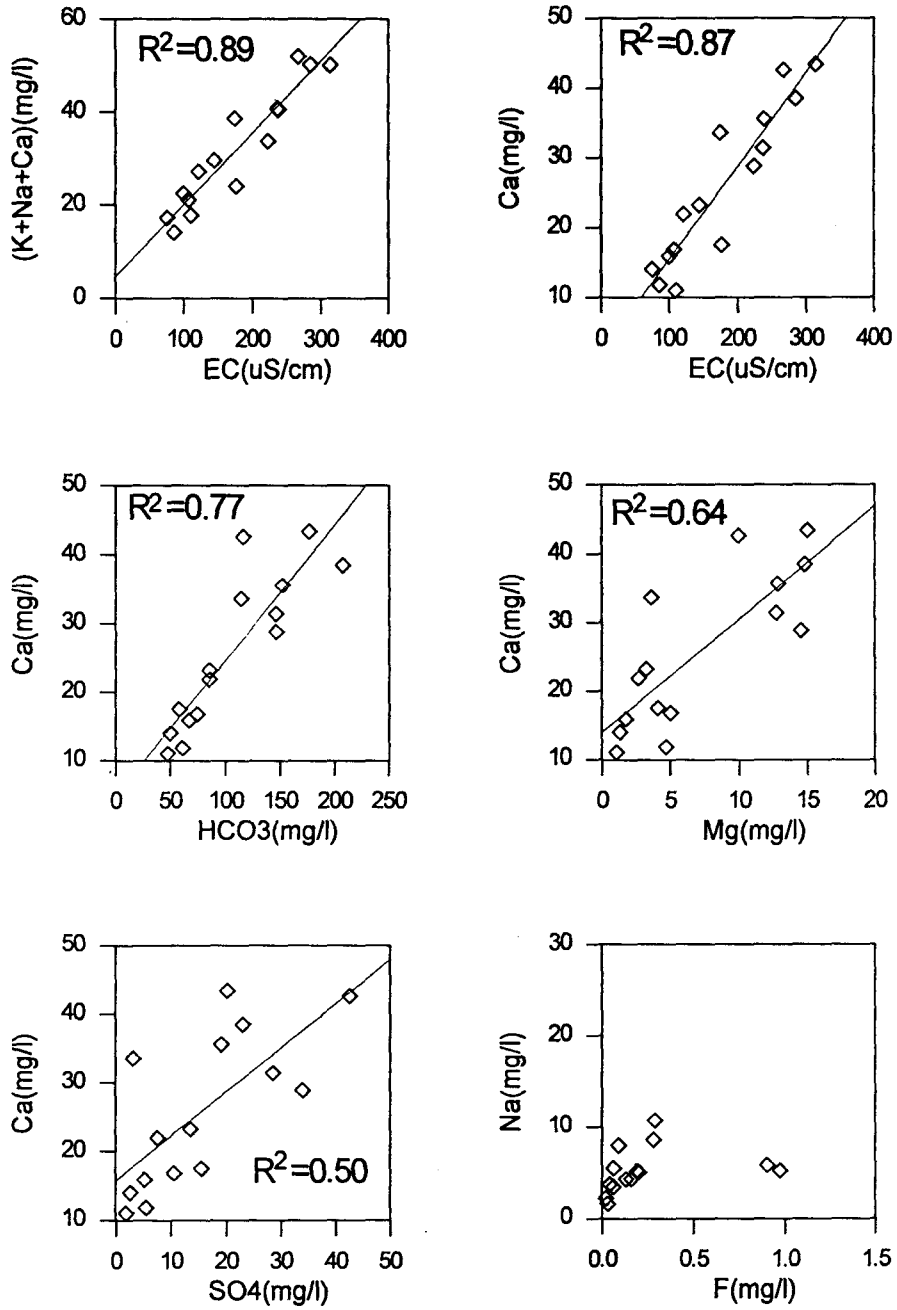 60
R²=0.89
(K+Na+Ca)(mg/l)
40
20
0
0 100 200 300 400
EC(uS/cm)
50
R²=0.87
Ca(mg/l)
40
30
20
10
0 100 200 300 400
EC(uS/cm)
50
R²=0.77
Ca(mg/l)
40
30
20
10
0 50 100 150 200 250
HCO3(mg/l)
50
R²=0.64
Ca(mg/l)
40
30
20
10
0 5 10 15 20
Mg(mg/l)
50
Ca(mg/l)
40
30
20
R²=0.50
10
0 10 20 30 40 50
SO4(mg/l)
30
Na(mg/l)
20
10
0
0.0 0.5 1.0 1.5
F(mg/l)